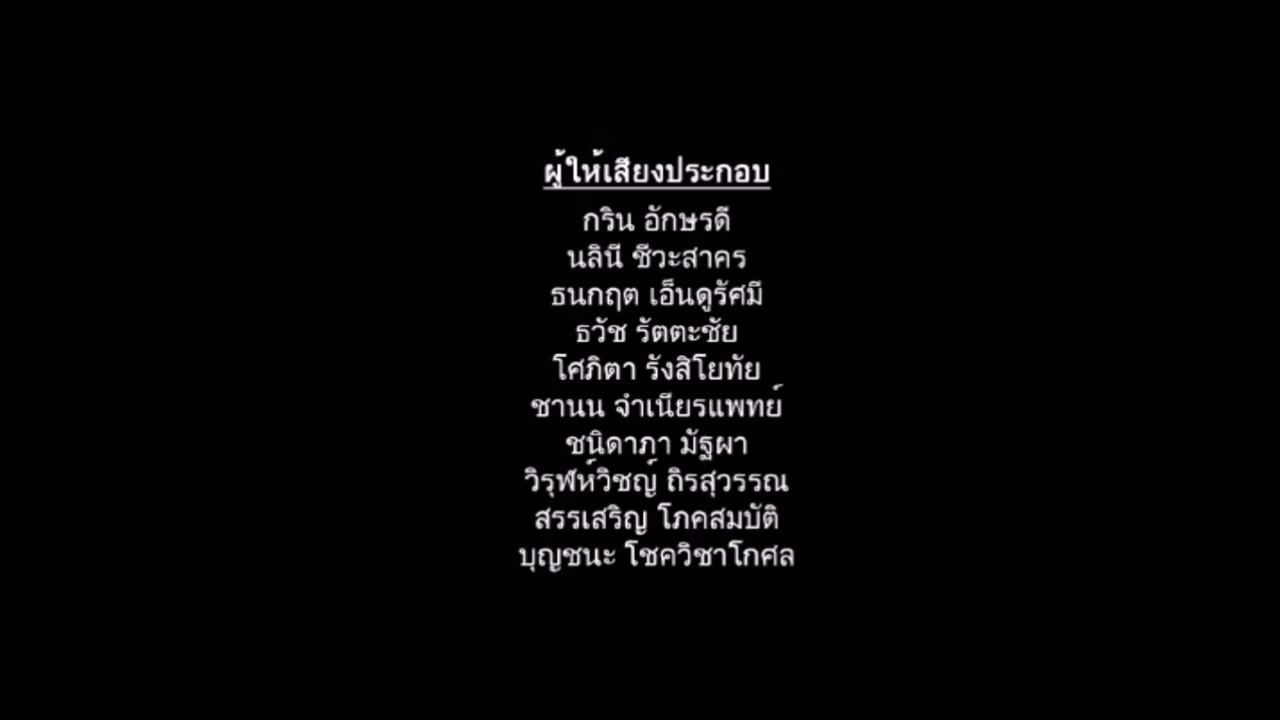 ผู้ให้เสียงประกอบ
กริน อักษรดี
นลินี ชีวะสาคร
ธนกฤต เอ็นดูรัศมี
ธวัช รัตตะชัย
โศภิตา รังสิโยทัย
ชานน จำเนียรแพทย์
ชนิดาภา มัฐผา
วิรุฬห์วิชญ์ ถิรสุวรรณ
สรรเสริญ โภคสมบัติ
บุญชนะ โชควิชาโกศล